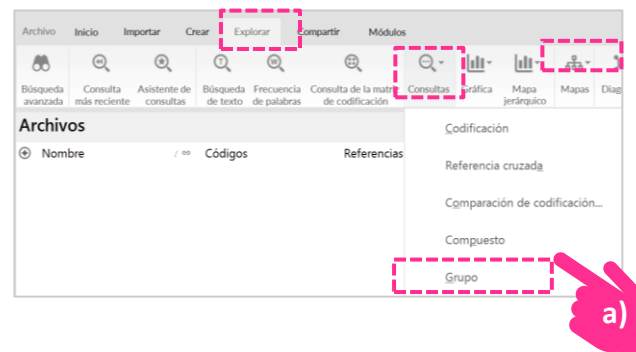 Archivo Inicio Importar Crear Explorar Compartir Módulos
Búsqueda avanzada
Consulta más reciente
Asistente de consultas
Búsqueda de texto
Frecuencia de palabras
Consulta de la matriz de codificación
Consultas
Gráfica
Mapa jerárquico
Mapas
Diag
Archivos
Nombre Códigos Referencias
Codificación
Referencia cruzada
Comparación de codificación...
Compuesto
Grupo
a)